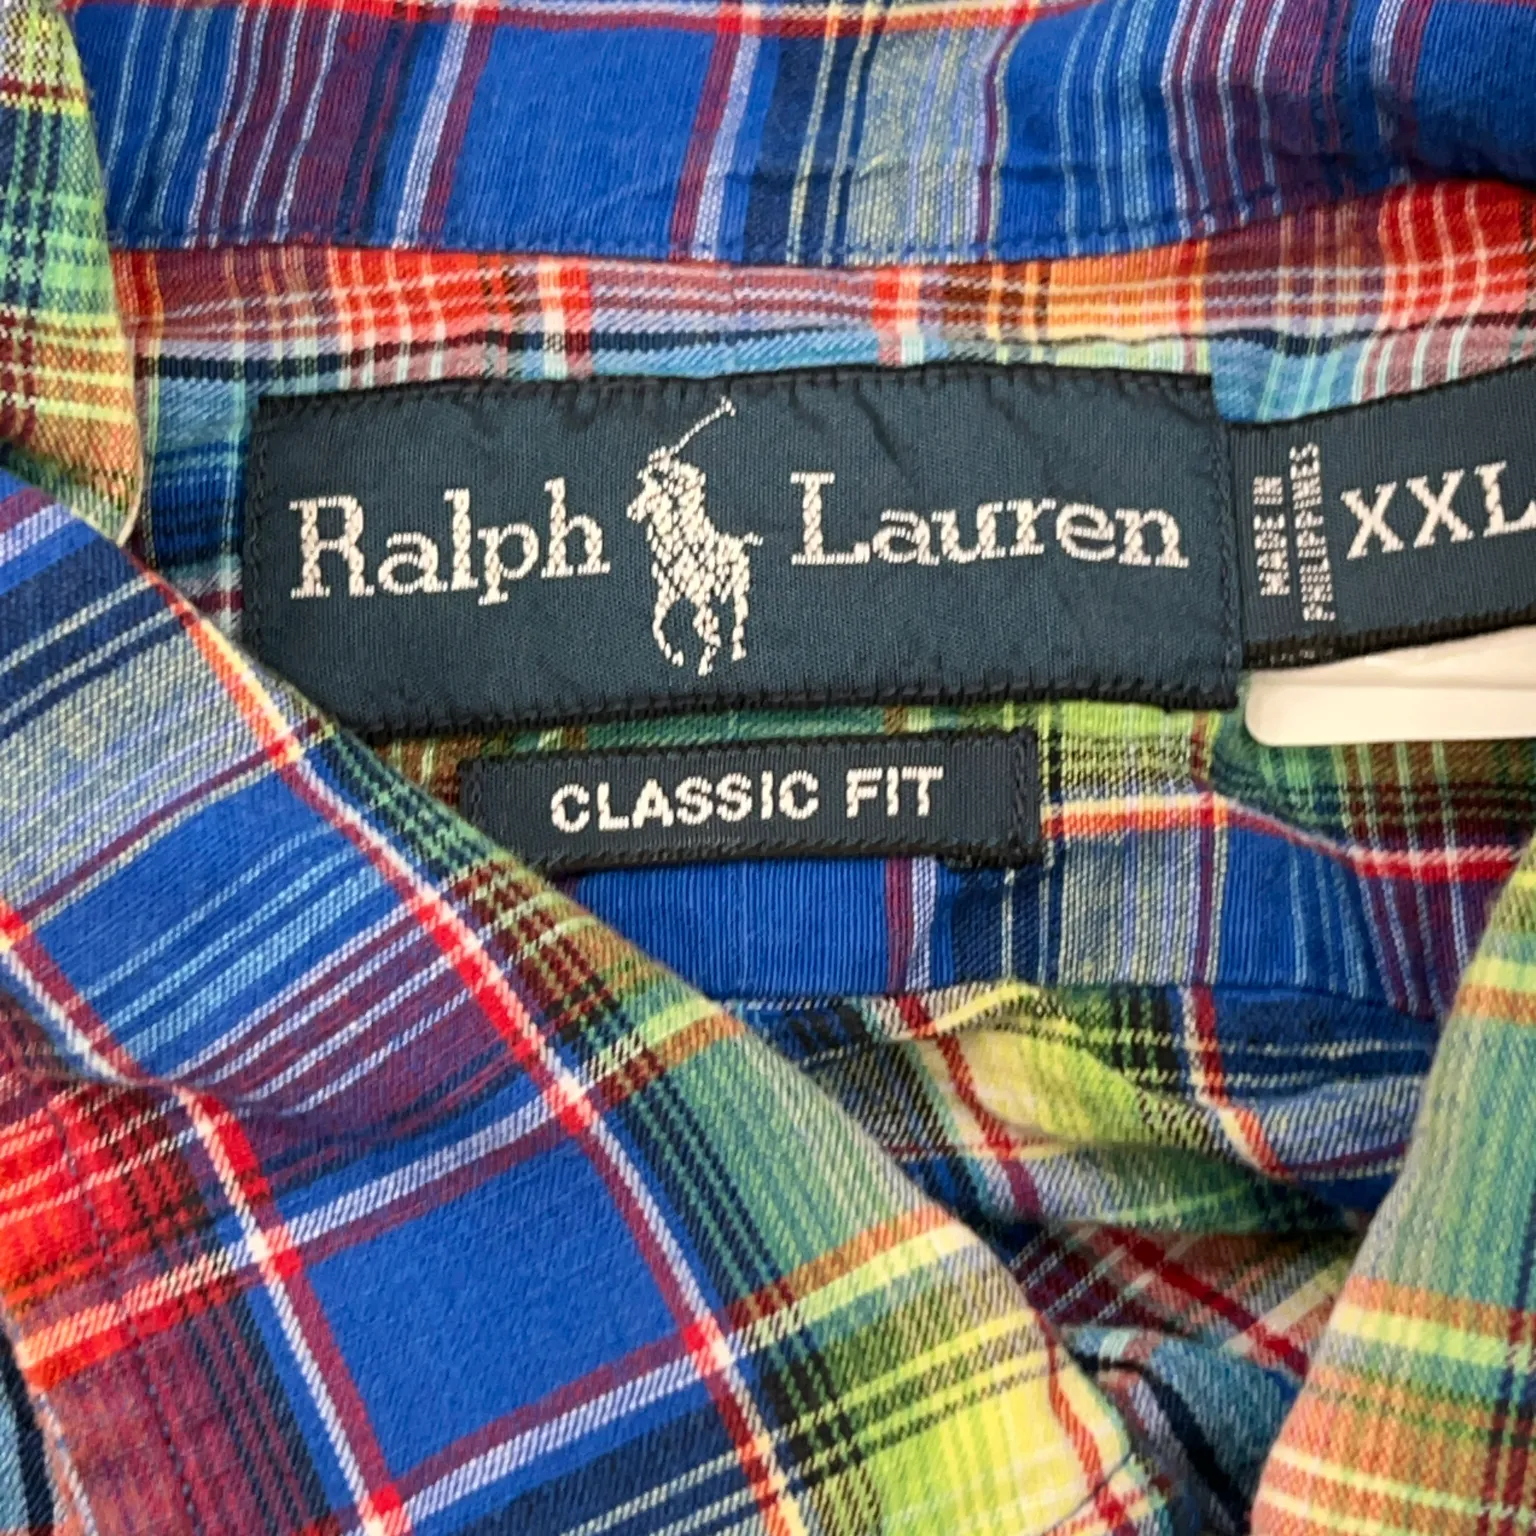 Ralph Lauren
MADE IN
PHILIPPINES
XXL
CLASSIC FIT